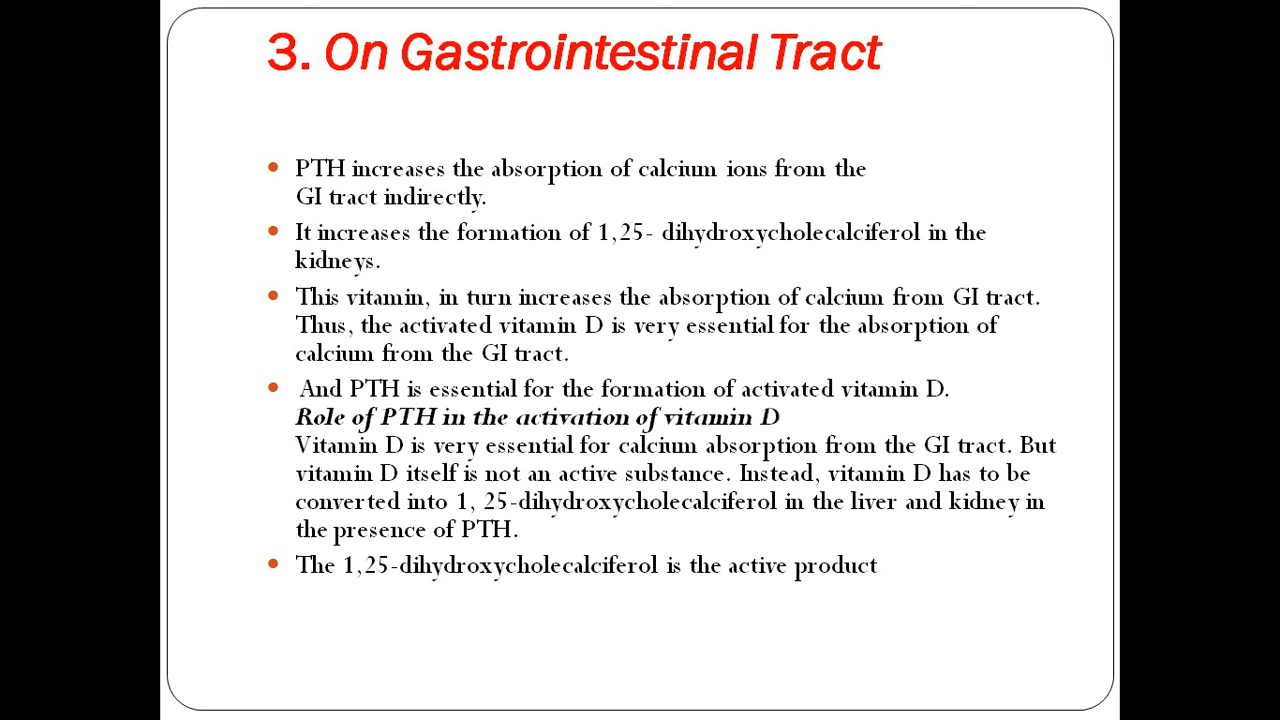 3. On Gastrointestinal Tract
• PTH increases the absorption of calcium ions from the
GI tract indirectly.
• It increases the formation of 1,25- dihydroxycholecalciferol in the
kidneys.
• This vitamin, in turn increases the absorption of calcium from GI tract.
Thus, the activated vitamin D is very essential for the absorption of
calcium from the GI tract.
• And PTH is essential for the formation of activated vitamin D.
Role of PTH in the activation of vitamin D
Vitamin D is very essential for calcium absorption from the GI tract. But
vitamin D itself is not an active substance. Instead, vitamin D has to be
converted into 1, 25-dihydroxycholecalciferol in the liver and kidney in
the presence of PTH.
• The 1,25-dihydroxycholecalciferol is the active product